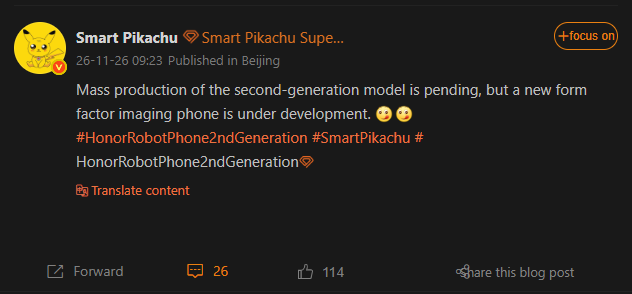 Smart Pikachu Smart Pikachu Supe...
+focus on
26-11-26 09:23 Published in Beijing
Mass production of the second-generation model is pending, but a new form
factor imaging phone is under development. 😋😋
#HonorRobotPhone2ndGeneration #SmartPikachu #
HonorRobotPhone2ndGeneration
Translate content
Forward 26 114 Share this blog post